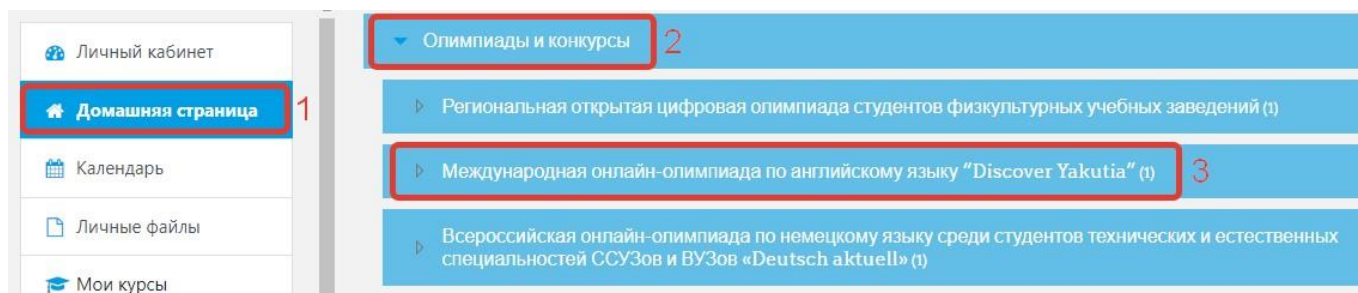 Личный кабинет
Домашняя страница
1
Календарь
Личные файлы
Мои курсы
Олимпиады и конкурсы
2
Региональная открытая цифровая олимпиада студентов физкультурных учебных заведений (1)
Международная онлайн-олимпиада по английскому языку "Discover Yakutia" (1)
3
Всероссийская онлайн-олимпиада по немецкому языку среди студентов технических и естественных
специальностей ССУЗов и ВУЗов «Deutsch aktuell» (1)